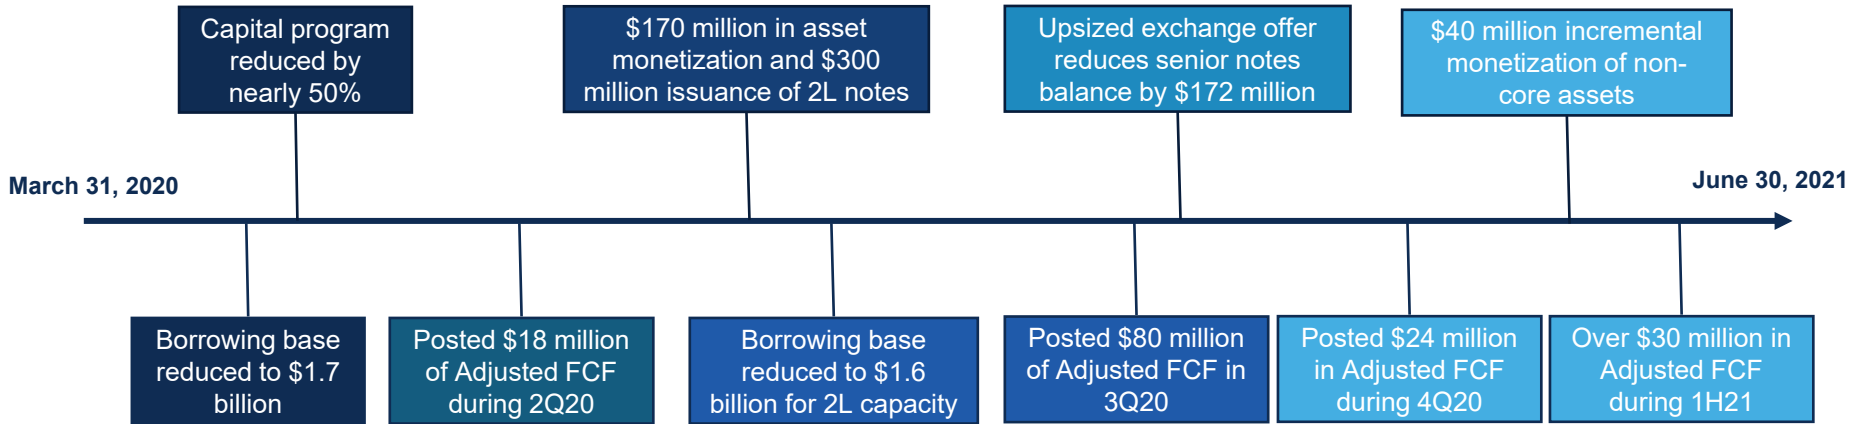 Capital program
reduced by
nearly 50%
$170 million in asset
monetization and $300
million issuance of 2L notes
Upsized exchange offer
reduces senior notes
balance by $172 million
$40 million incremental
monetization of non-
core assets
March 31, 2020
June 30, 2021
Borrowing base
reduced to $1.7
billion
Posted $18 million
of Adjusted FCF
during 2Q20
Borrowing base
reduced to $1.6
billion for 2L capacity
Posted $80 million
of Adjusted FCF in
3Q20
Posted $24 million
in Adjusted FCF
during 4Q20
Over $30 million in
Adjusted FCF
during 1H21